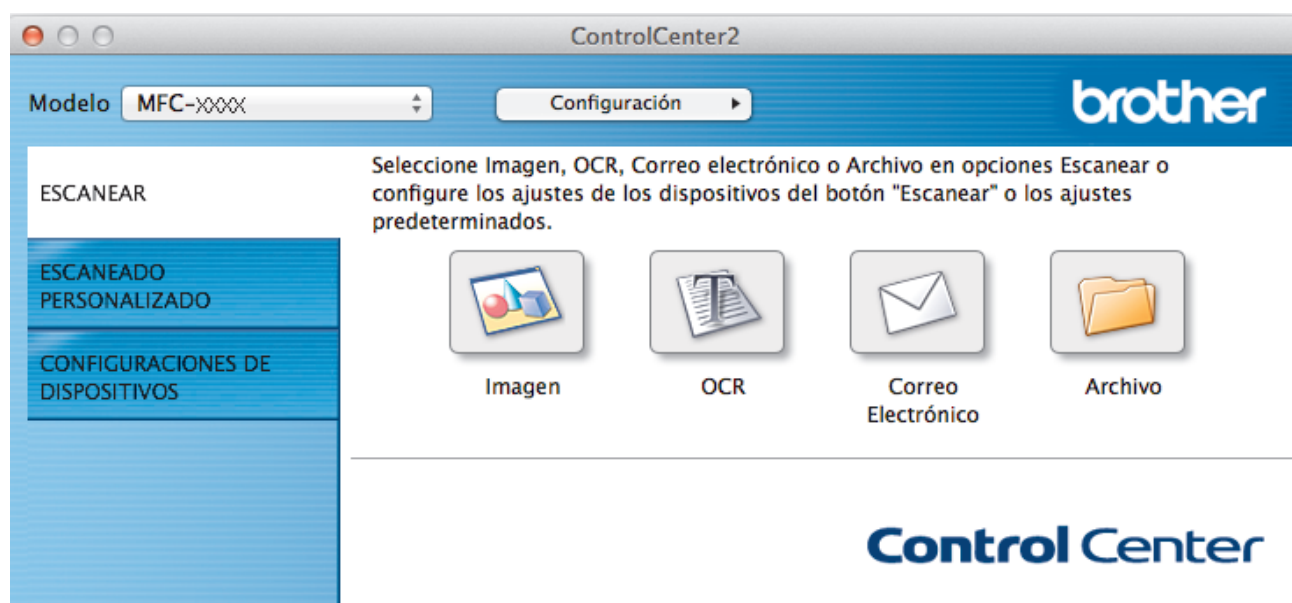 ControlCenter2
Modelo MFC-XXXX Configuración brother
ESCANEAR
Seleccione Imagen, OCR, Correo electrónico o Archivo en opciones Escanear o
configure los ajustes de los dispositivos del botón "Escanear" o los ajustes
predeterminados.
ESCANEADO
PERSONALIZADO
CONFIGURACIONES DE
DISPOSITIVOS
T
Imagen OCR Correo Archivo
Electrónico
Control Center